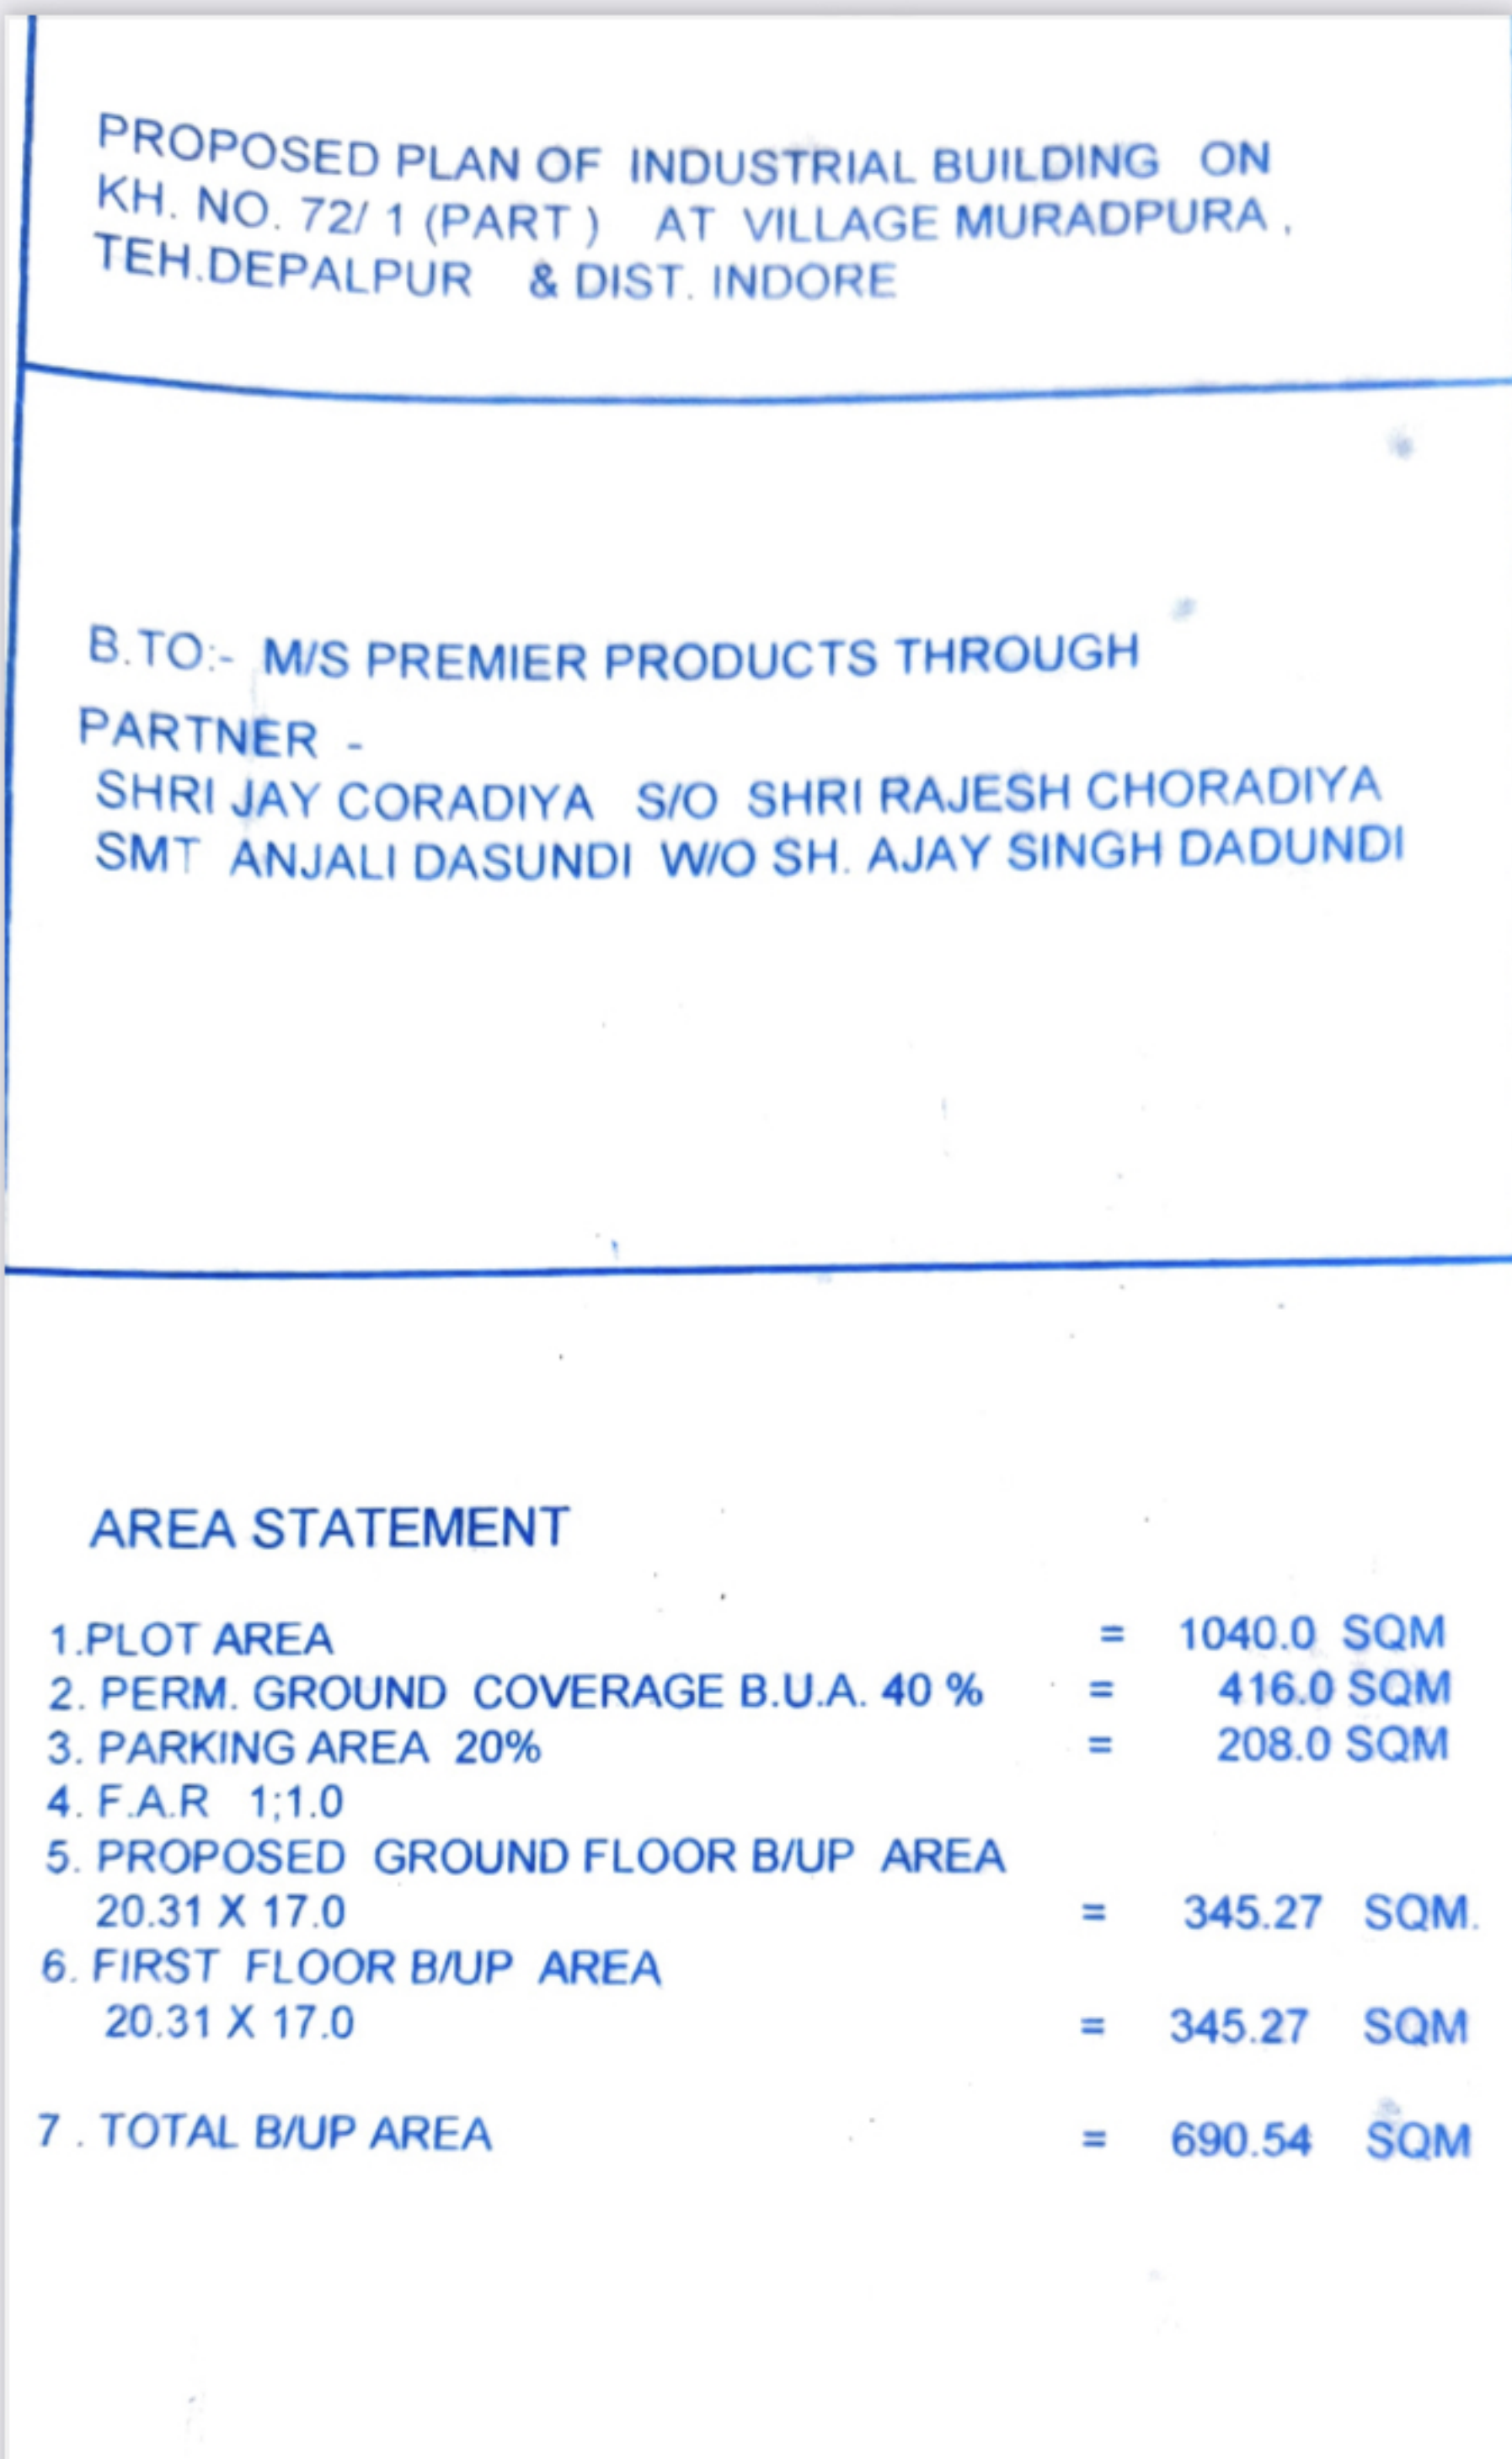 PROPOSED PLAN OF INDUSTRIAL BUILDING ON
KH. NO. 72/ 1 (PART ) AT VILLAGE MURADPURA ,
TEH.DEPALPUR & DIST. INDORE
B.TO:- M/S PREMIER PRODUCTS THROUGH
PARTNER -
SHRI JAY CORADIYA S/O SHRI RAJESH CHORADIYA
SMT ANJALI DASUNDI W/O SH. AJAY SINGH DADUNDI
AREA STATEMENT
1.PLOT AREA = 1040.0 SQM
2. PERM. GROUND COVERAGE B.U.A. 40 % = 416.0 SQM
3. PARKING AREA 20% = 208.0 SQM
4. F.A.R 1;1.0
5. PROPOSED GROUND FLOOR B/UP AREA
20.31 X 17.0 = 345.27 SQM.
6. FIRST FLOOR B/UP AREA
20.31 X 17.0 = 345.27 SQM
7 . TOTAL B/UP AREA = 690.54 SQM